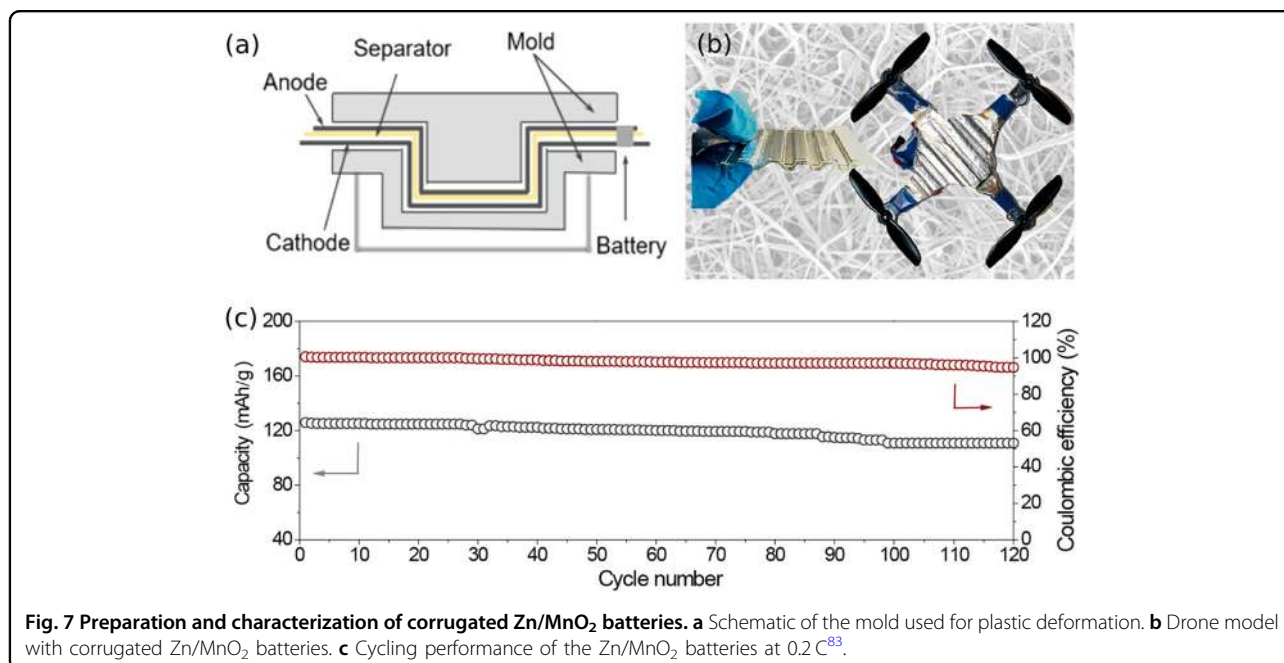 (a)
Separator
Mold
Anode
Cathode
Battery
(b)
(c)
200
160
120
80
40
Capacity (mAh/g)
0 10 20 30 40 50 60 70 80 90 100 110 120
Cycle number
120
100
80
60
40
20
0
Coulombic efficiency (%)
Fig. 7 Preparation and characterization of corrugated Zn/MnO₂ batteries. a Schematic of the mold used for plastic deformation. b Drone model
with corrugated Zn/MnO₂ batteries. c Cycling performance of the Zn/MnO₂ batteries at 0.2 C⁸³.